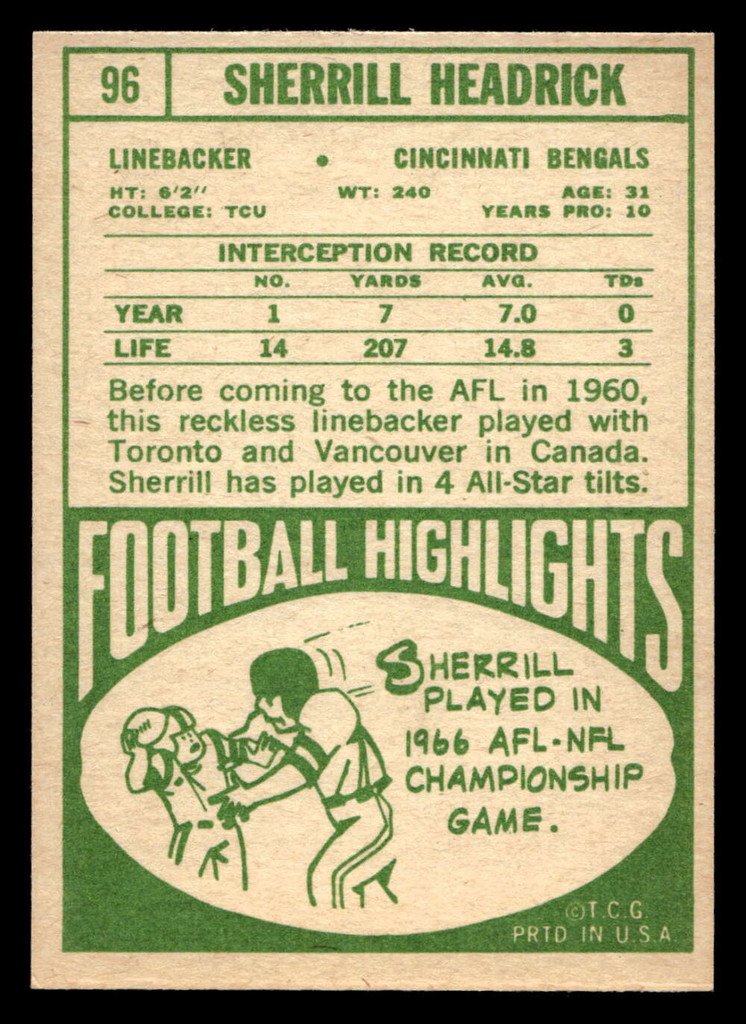 96 SHERRILL HEADRICK
LINEBACKER • CINCINNATI BENGALS
HT: 6'2" WT: 240 AGE: 31
COLLEGE: TCU YEARS PRO: 10
INTERCEPTION RECORD
NO. YARDS AVG. TDs
YEAR 1 7 7.0 0
LIFE 14 207 14.8 3
Before coming to the AFL in 1960,
this reckless linebacker played with
Toronto and Vancouver in Canada.
Sherrill has played in 4 All-Star tilts.
FOOTBALL HIGHLIGHTS
SHERRILL
PLAYED IN
1966 AFL-NFL
CHAMPIONSHIP
GAME.
©T.C.G.
PRTD IN U.S.A.